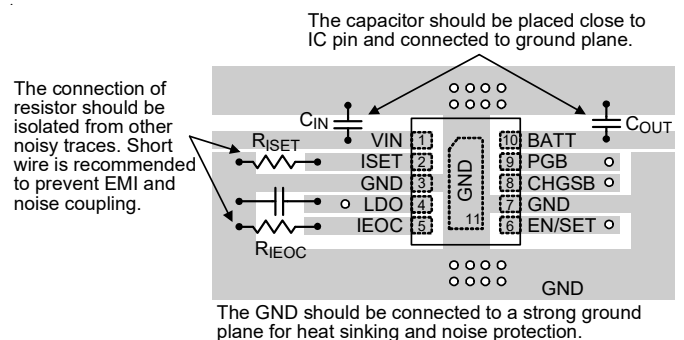 The capacitor should be placed close to
IC pin and connected to ground plane.
The connection of
resistor should be
isolated from other
noisy traces. Short
wire is recommended
to prevent EMI and
noise coupling.
CIN
COUT
RISET
VIN 1
ISET 2
GND 3
LDO 4
IEOC 5
RIEOC
GND
11
10 BATT
9 PGB
8 CHGSB
7 GND
6 EN/SET
GND
The GND should be connected to a strong ground
plane for heat sinking and noise protection.